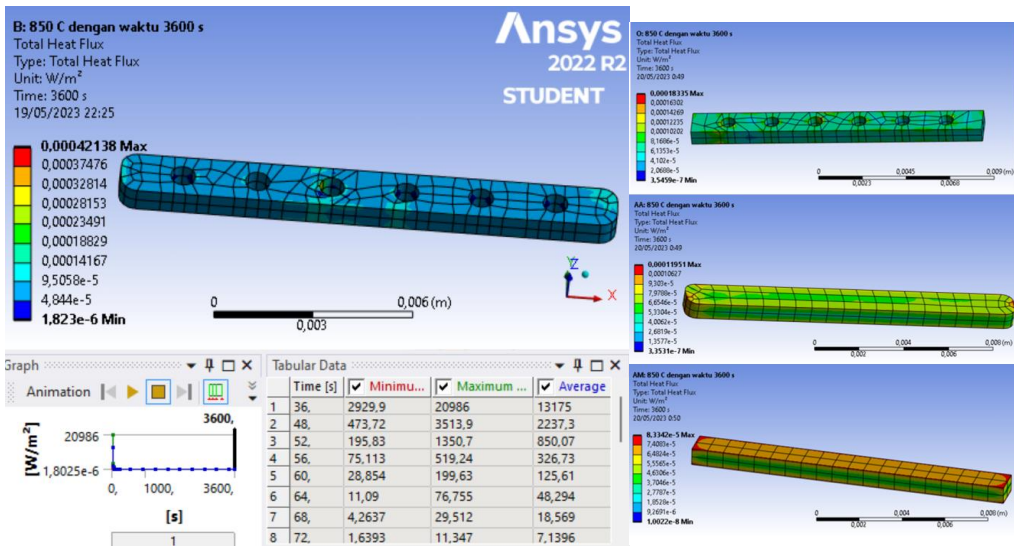 B: 850 C dengan waktu 3600 s
Total Heat Flux
Type: Total Heat Flux
Unit: W/m²
Time: 3600 s
19/05/2023 22:25
Ansys
2022 R2
STUDENT
0,00042138 Max
0,00037476
0,00032814
0,00028153
0,00023491
0,00018829
0,00014167
9,5058e-5
4,844e-5
1,823e-6 Min
0
0,006 (m)
0,003
Z
X
Graph
Animation
3600,
[W/m²]
20986
1,8025e-6
0,
1000,
3600,
[s]
1
Tabular Data
Time [s] Minimu... Maximum ... Average
1 36, 2929,9 20986 13175
2 48, 473,72 3513,9 2237,3
3 52, 195,83 1350,7 850,07
4 56, 75,113 519,24 326,73
5 60, 28,854 199,63 125,61
6 64, 11,09 76,755 48,294
7 68, 4,2637 29,512 18,569
8 72, 1,6393 11,347 7,1396
O: 850 C dengan waktu 3600 s
Total Heat Flux
Type: Total Heat Flux
Unit: W/m²
Time: 3600 s
20/05/2023 0:49
0,00018335 Max
0,00016302
0,00014269
0,00012235
0,00010202
8,1686e-5
6,1353e-5
4,102e-5
2,0688e-5
3,5459e-7 Min
0
0,0045
0,009 (m)
0,0023
0,0068
AA: 850 C dengan waktu 3600 s
Total Heat Flux
Type: Total Heat Flux
Unit: W/m²
Time: 3600 s
20/05/2023 0:49
0,00011951 Max
0,00010627
9,303e-5
7,9788e-5
6,6546e-5
5,3304e-5
4,0062e-5
2,6819e-5
1,3577e-5
3,3531e-7 Min
0
0,004
0,008 (m)
0,002
0,006
AM: 850 C dengan waktu 3600 s
Total Heat Flux
Type: Total Heat Flux
Unit: W/m²
Time: 3600 s
20/05/2023 0:50
8,3342e-5 Max
7,4083e-5
6,4824e-5
5,5565e-5
4,6306e-5
3,7046e-5
2,7787e-5
1,8528e-5
9,2691e-6
1,0022e-8 Min
0
0,004
0,008 (m)
0,002
0,006